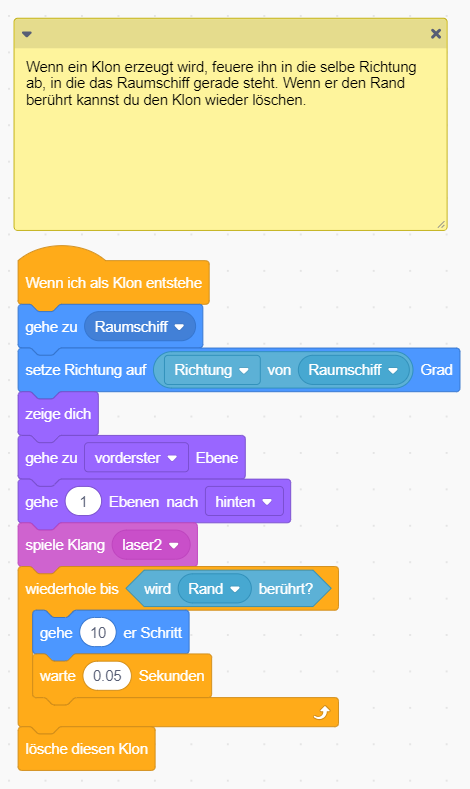 Wenn ein Klon erzeugt wird, feuere ihn in die selbe Richtung
ab, in die das Raumschiff gerade steht. Wenn er den Rand
berührt kannst du den Klon wieder löschen.
Wenn ich als Klon entstehe
gehe zu Raumschiff
setze Richtung auf Richtung von Raumschiff Grad
zeige dich
gehe zu vorderster Ebene
gehe 1 Ebenen nach hinten
spiele Klang laser2
wiederhole bis wird Rand berührt?
gehe 10 er Schritt
warte 0.05 Sekunden
lösche diesen Klon